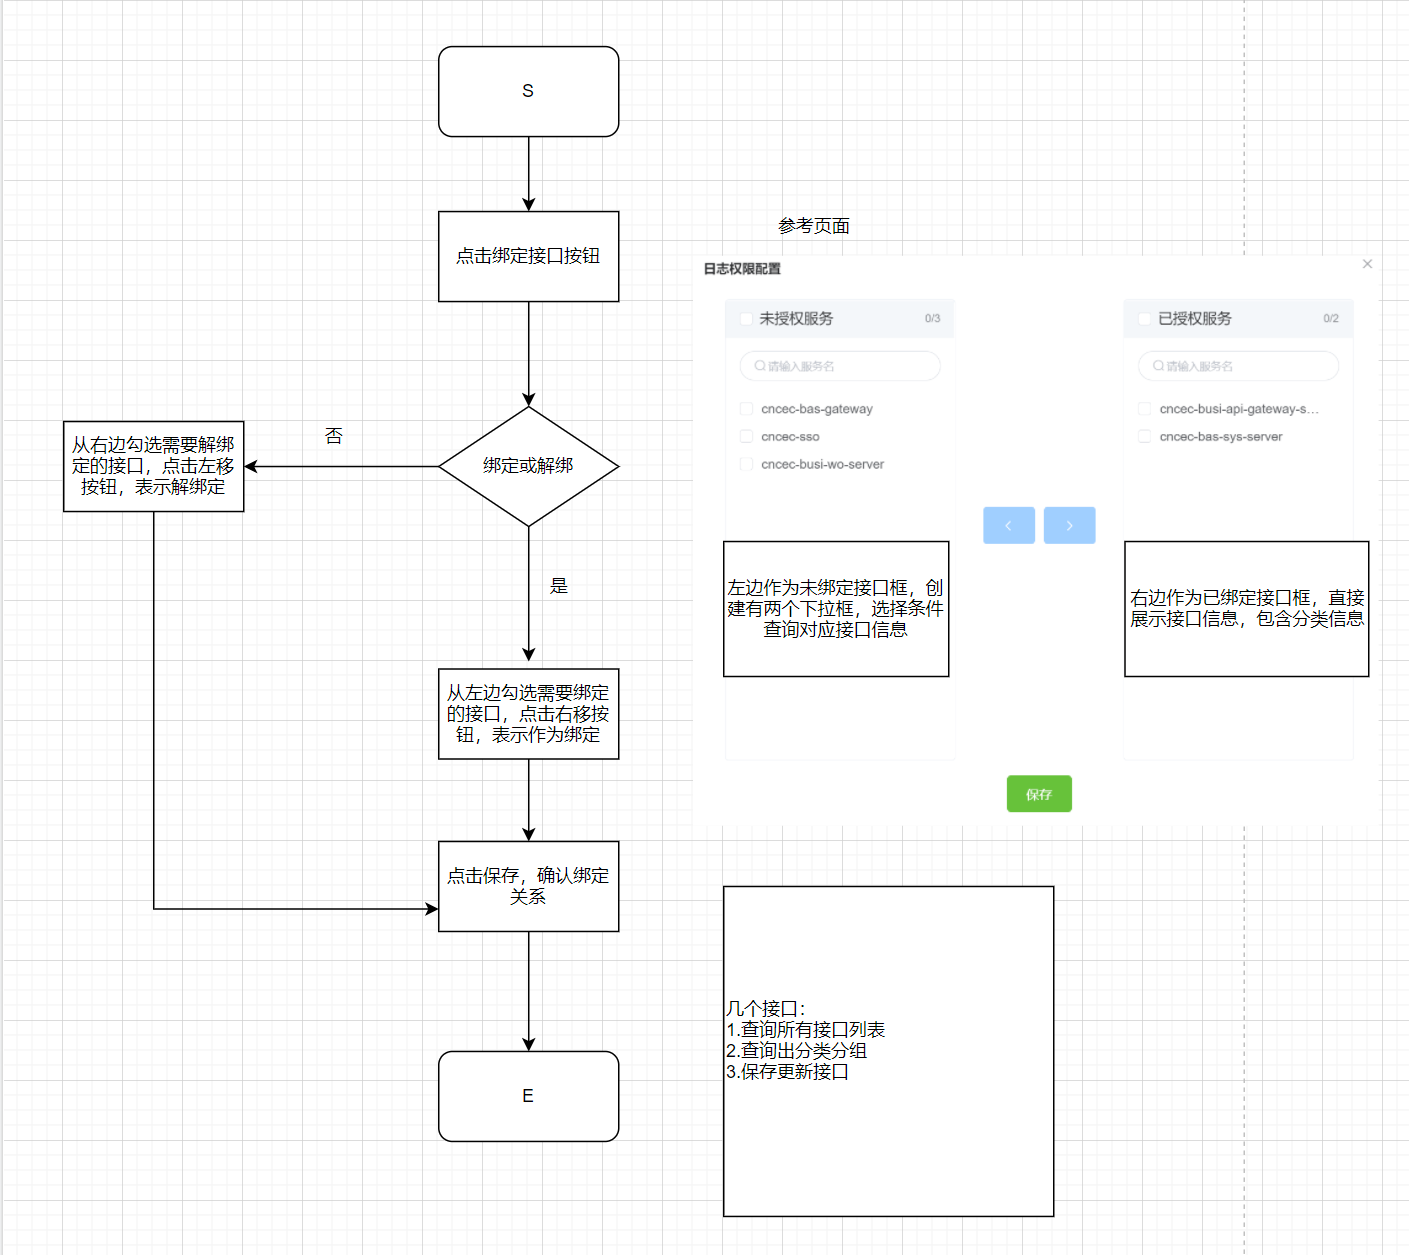 S
点击绑定接口按钮
绑定或解绑
否
从右边勾选需要解绑
定的接口，点击左移
按钮，表示解绑定
是
从左边勾选需要绑定
的接口，点击右移按
钮，表示作为绑定
点击保存，确认绑定
关系
E
参考页面
日志权限配置
未授权服务 0/3
请输入服务名
cncec-bas-gateway
cncec-sso
cncec-busi-wo-server
左边作为未绑定接口框，创
建有两个下拉框，选择条件
查询对应接口信息
已授权服务 0/2
请输入服务名
cncec-busi-api-gateway-s...
cncec-bas-sys-server
右边作为已绑定接口框，直接
展示接口信息，包含分类信息
保存
几个接口：
1.查询所有接口列表
2.查询出分类分组
3.保存更新接口